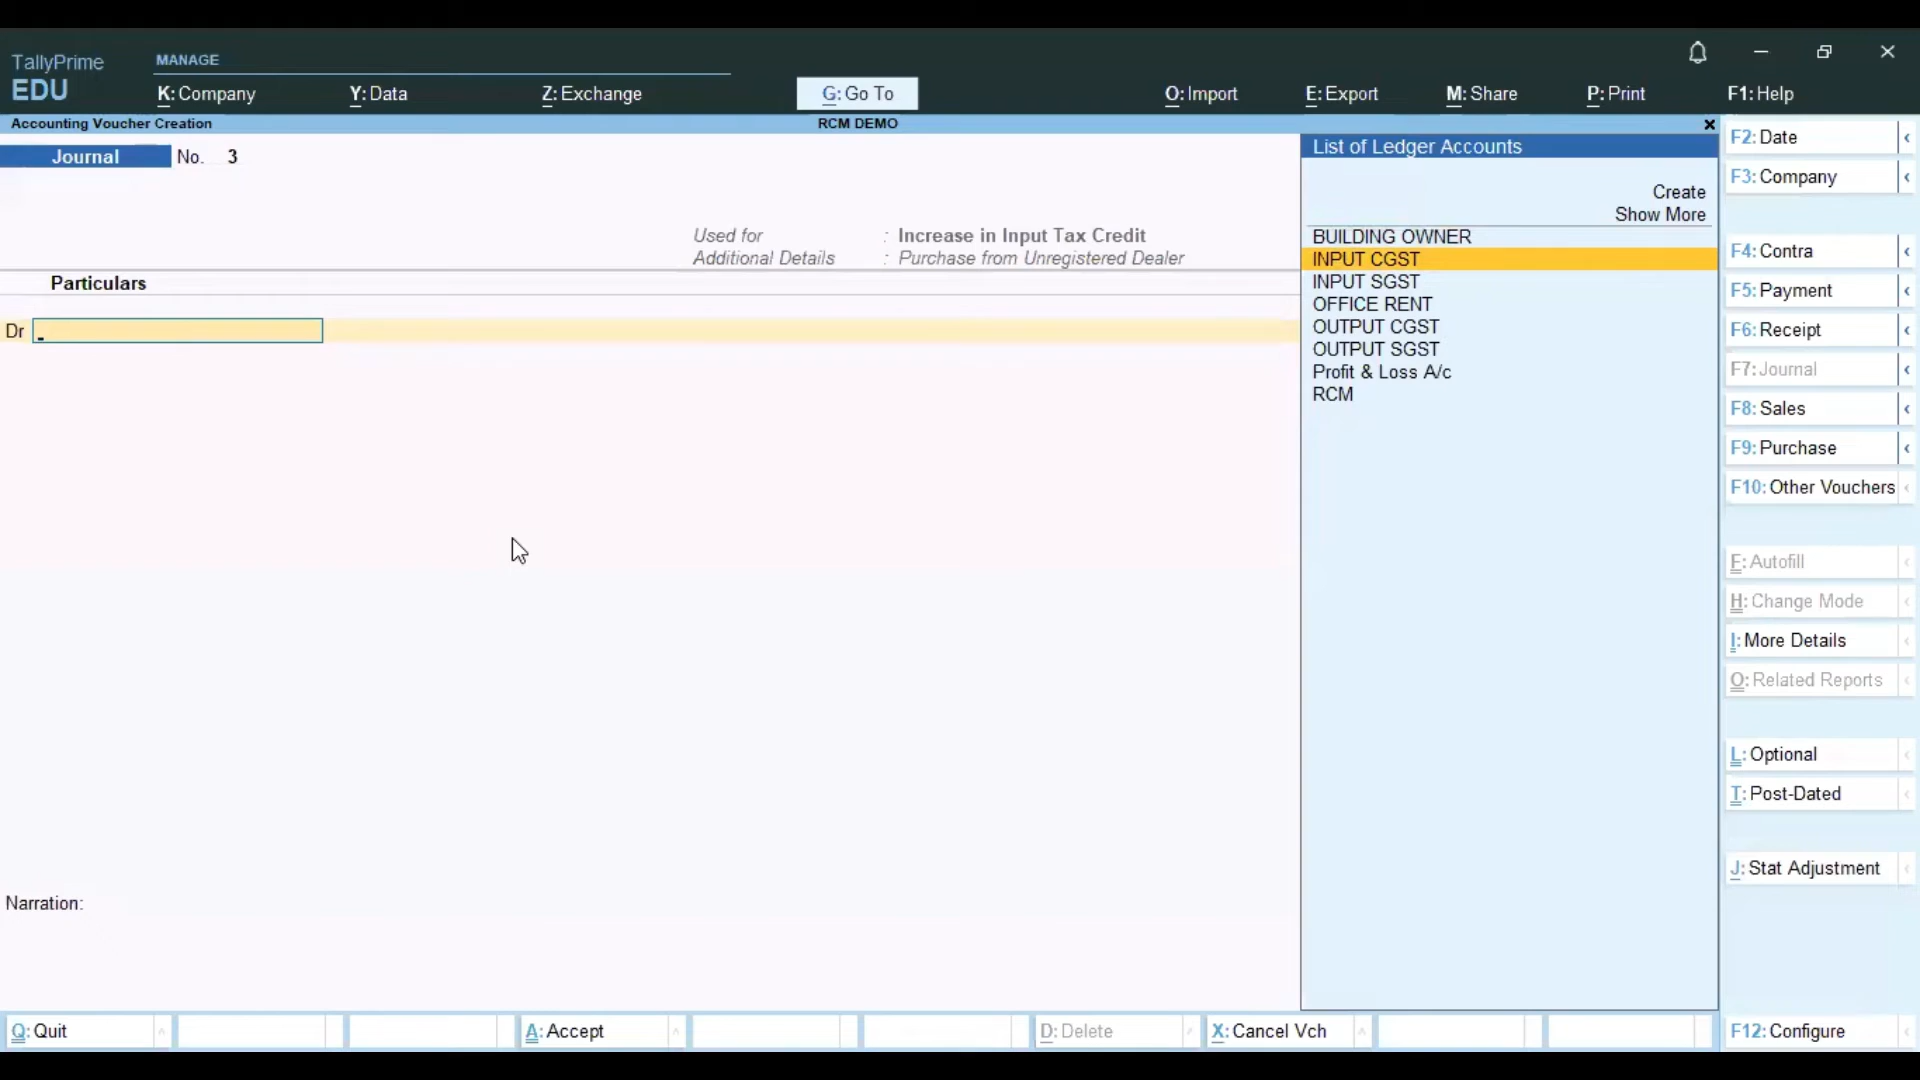 TallyPrime
EDU
MANAGE
K: Company
Y: Data
Z: Exchange
G: Go To
O: Import
E: Export
M: Share
P: Print
F1: Help
Accounting Voucher Creation
RCM DEMO
Journal No. 3
Used for : Increase in Input Tax Credit
Additional Details : Purchase from Unregistered Dealer
Particulars
Dr
Narration:
List of Ledger Accounts
Create
Show More
BUILDING OWNER
INPUT CGST
INPUT SGST
OFFICE RENT
OUTPUT CGST
OUTPUT SGST
Profit & Loss A/c
RCM
F2: Date
F3: Company
F4: Contra
F5: Payment
F6: Receipt
F7: Journal
F8: Sales
F9: Purchase
F10: Other Vouchers
F: Autofill
H: Change Mode
I: More Details
O: Related Reports
L: Optional
T: Post-Dated
J: Stat Adjustment
Q: Quit
A: Accept
D: Delete
X: Cancel Vch
F12: Configure